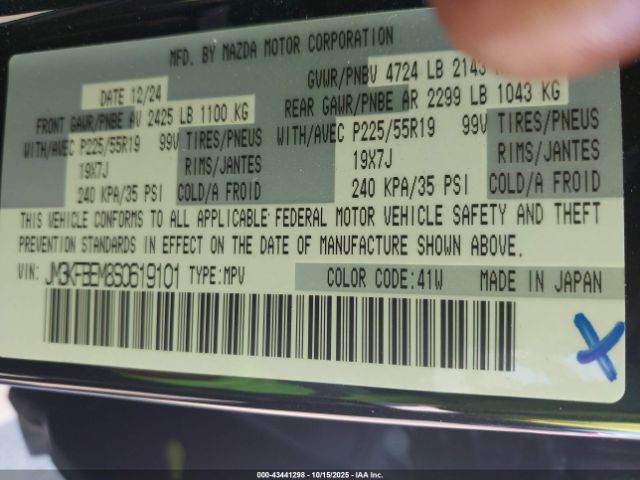 MFD. BY MAZDA MOTOR CORPORATION
DATE 12/24 GVWR/PNBV 4724 LB 2143
FRONT GAWR/PNBE AV 2425 LB 1100 KG REAR GAWR/PNBE AR 2299 LB 1043 KG
WITH/AVEC P225/55R19 99V TIRES/PNEUS WITH/AVEC P225/55R19 99V TIRES/PNEUS
19X7J RIMS/JANTES 19X7J RIMS/JANTES
240 KPA/35 PSI COLD/A FROID 240 KPA/35 PSI COLD/A FROID
THIS VEHICLE CONFORMS TO ALL APPLICABLE FEDERAL MOTOR VEHICLE SAFETY AND THEFT
PREVENTION STANDARDS IN EFFECT ON THE DATE OF MANUFACTURE SHOWN ABOVE.
VIN: JM3KFBEM8S0619101 TYPE:MPV COLOR CODE:41W MADE IN JAPAN
X
000-43441298 - 10/15/2025 - IAA Inc.